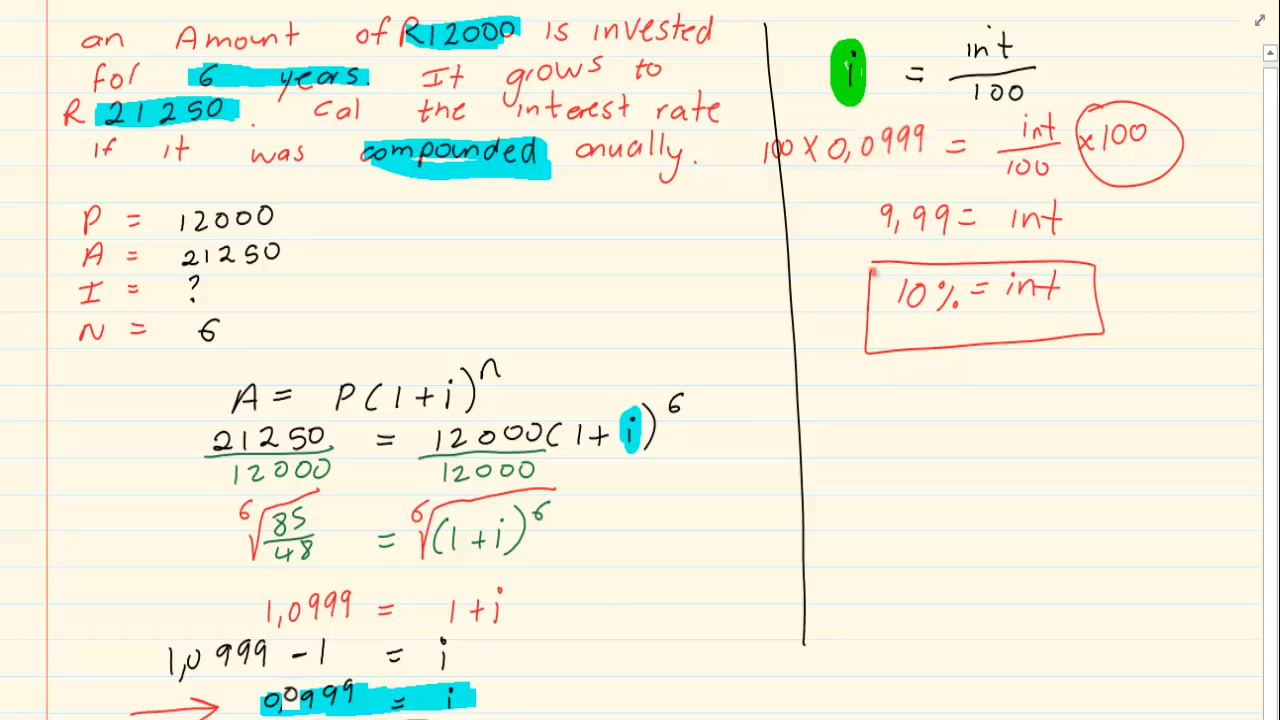 an Amount of R12000 is invested
for 6 years. It grows to
R 21 250. Cal the interest rate
if it was compounded anually.
P = 12000
A = 21250
I = ?
N = 6
A = P(1+i)^n
21250/12000 = 12000(1+i)^6/12000
⁶√(85/48) = ⁶√((1+i)^6)
1,0999 = 1+i
1,0999 - 1 = i
0,0999 = i
i = int/100
100 × 0,0999 = int/100 × 100
9,99 = int
10% = int